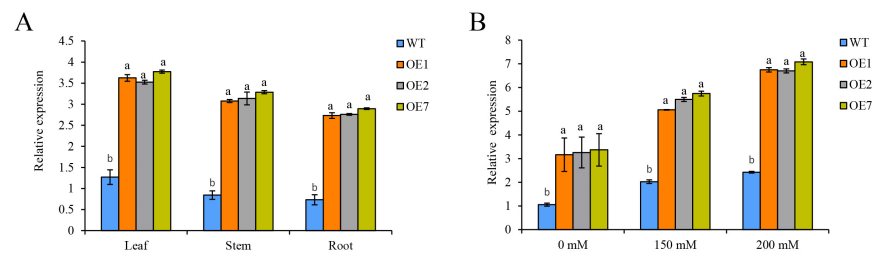 A
Relative expression
4.5
4
3.5
3
2.5
2
1.5
1
0.5
0
b a a a
b a a a
b a a a
Leaf Stem Root
WT
OE1
OE2
OE7
B
Relative expression
8
7
6
5
4
3
2
1
0
b a a a
b a a a
b a a a
0 mM 150 mM 200 mM
WT
OE1
OE2
OE7